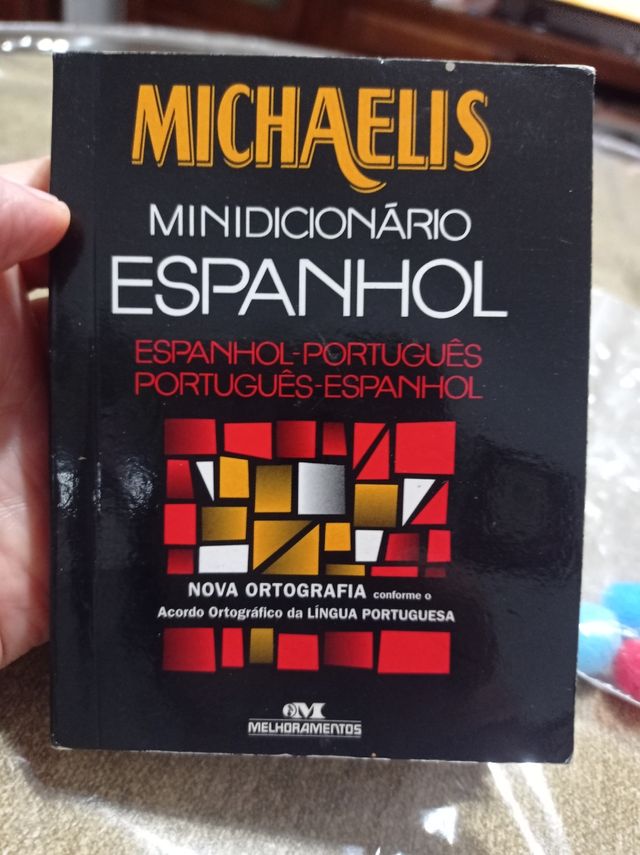 MICHAELIS
MINIDICIONÁRIO
ESPANHOL
ESPANHOL-PORTUGUÊS
PORTUGUÊS-ESPANHOL
NOVA ORTOGRAFIA conforme o
Acordo Ortográfico da LÍNGUA PORTUGUESA
M
MELHORAMENTOS